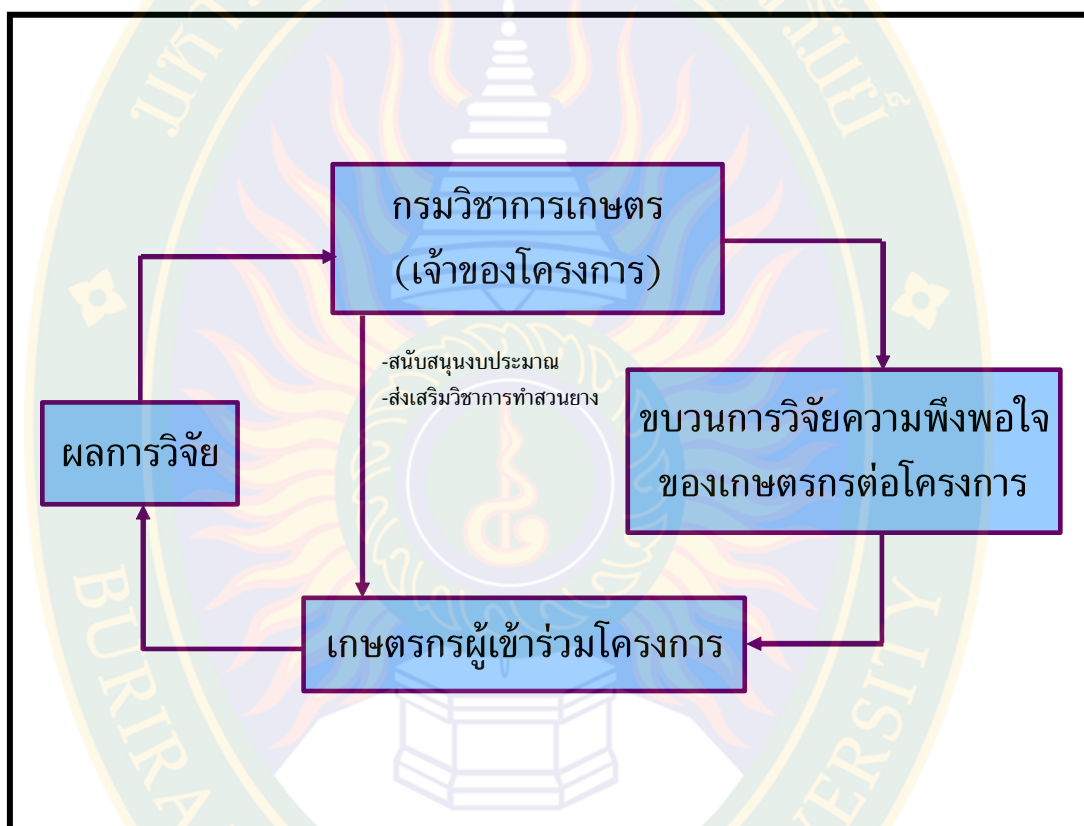 กรมวิชาการเกษตร
(เจ้าของโครงการ)
-สนับสนุนงบประมาณ
-ส่งเสริมวิชาการทำสวนยาง
ขบวนการวิจัยความพึงพอใจ
ของเกษตรกรต่อโครงการ
ผลการวิจัย
เกษตรกรผู้เข้าร่วมโครงการ
BURIRA
VERSITY